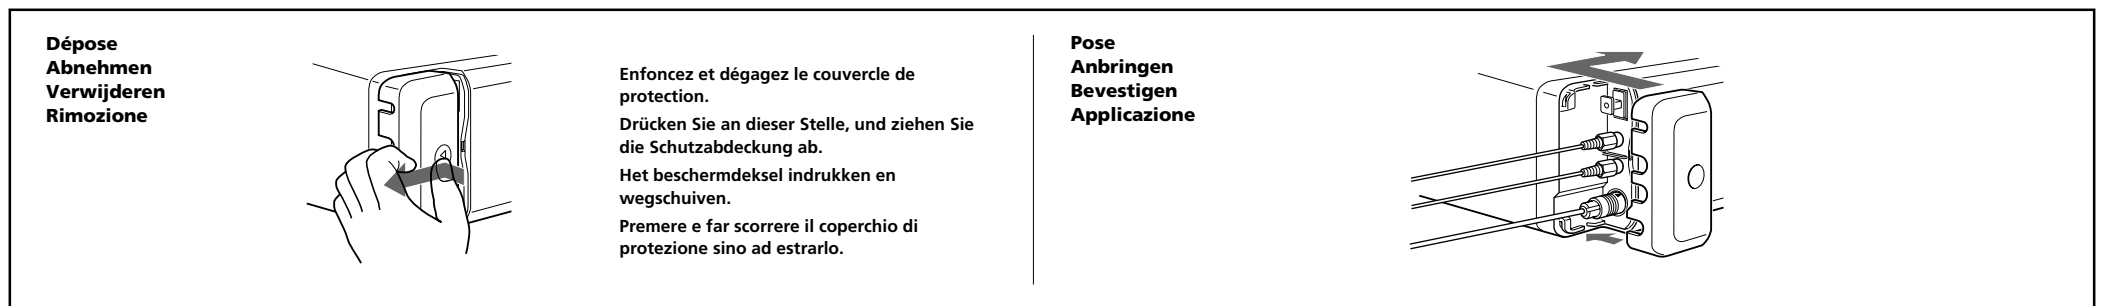 Dépose
Abnehmen
Verwijderen
Rimozione
Enfoncez et dégagez le couvercle de
protection.
Drücken Sie an dieser Stelle, und ziehen Sie
die Schutzabdeckung ab.
Het beschermdeksel indrukken en
wegschuiven.
Premere e far scorrere il coperchio di
protezione sino ad estrarlo.
Pose
Anbringen
Bevestigen
Applicazione